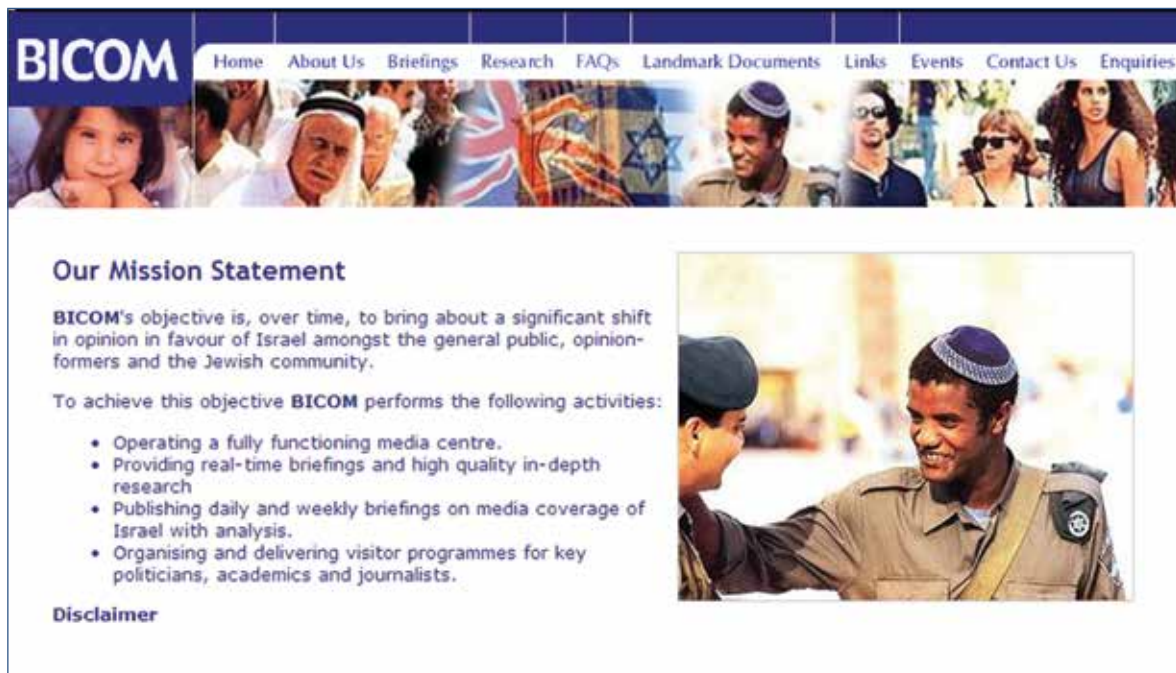 BICOM
Home About Us Briefings Research FAQs Landmark Documents Links Events Contact Us Enquiries
Our Mission Statement
BICOM's objective is, over time, to bring about a significant shift
in opinion in favour of Israel amongst the general public, opinion-
formers and the Jewish community.
To achieve this objective BICOM performs the following activities:
• Operating a fully functioning media centre.
• Providing real-time briefings and high quality in-depth
research
• Publishing daily and weekly briefings on media coverage of
Israel with analysis.
• Organising and delivering visitor programmes for key
politicians, academics and journalists.
Disclaimer